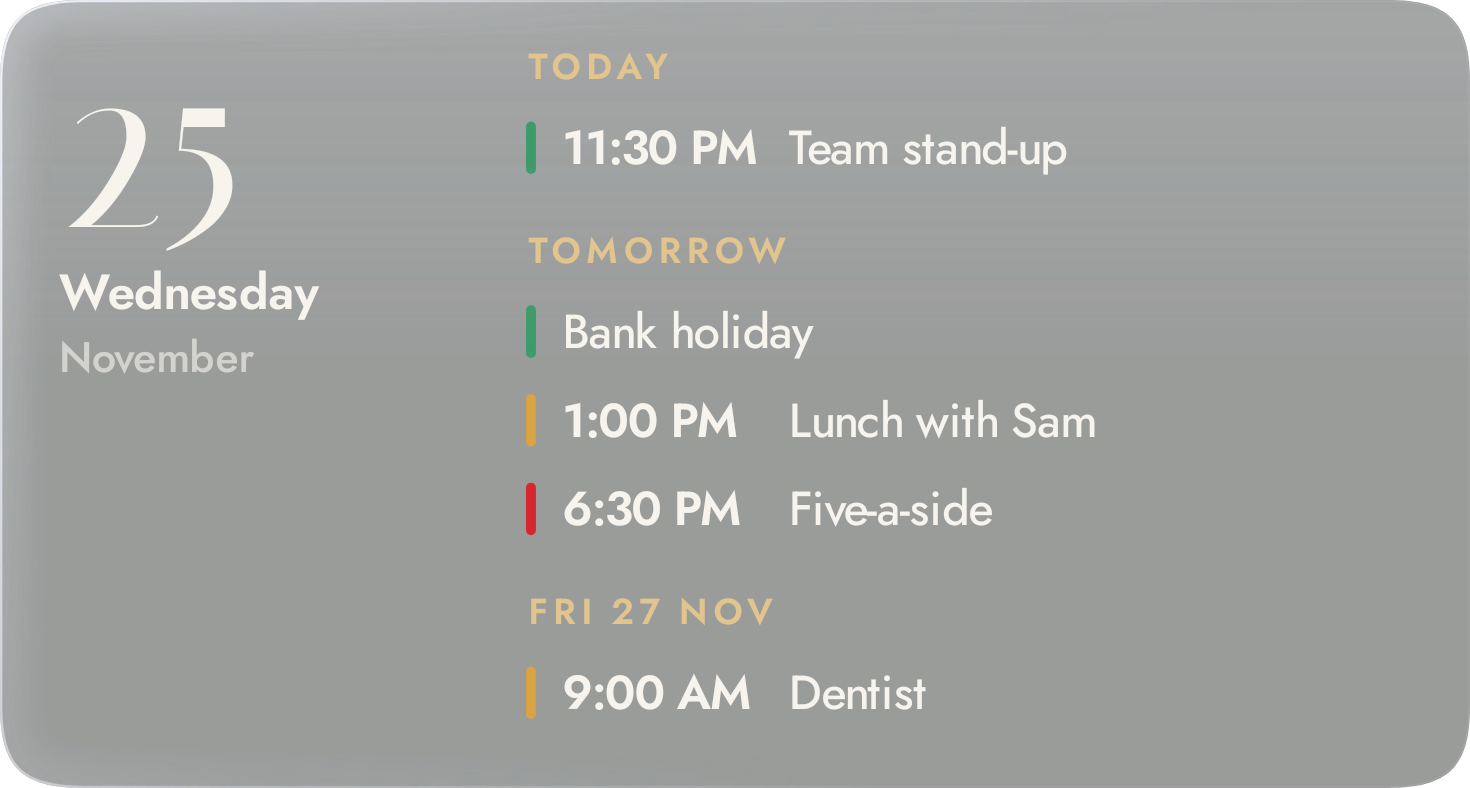 25
Wednesday
November
TODAY
11:30 PM Team stand-up
TOMORROW
Bank holiday
1:00 PM Lunch with Sam
6:30 PM Five-a-side
FRI 27 NOV
9:00 AM Dentist